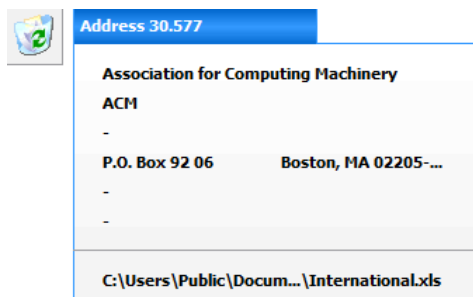 Address 30.577
Association for Computing Machinery
ACM
-
P.O. Box 92 06 Boston, MA 02205-...
-
-
C:\Users\Public\Docum...\International.xls